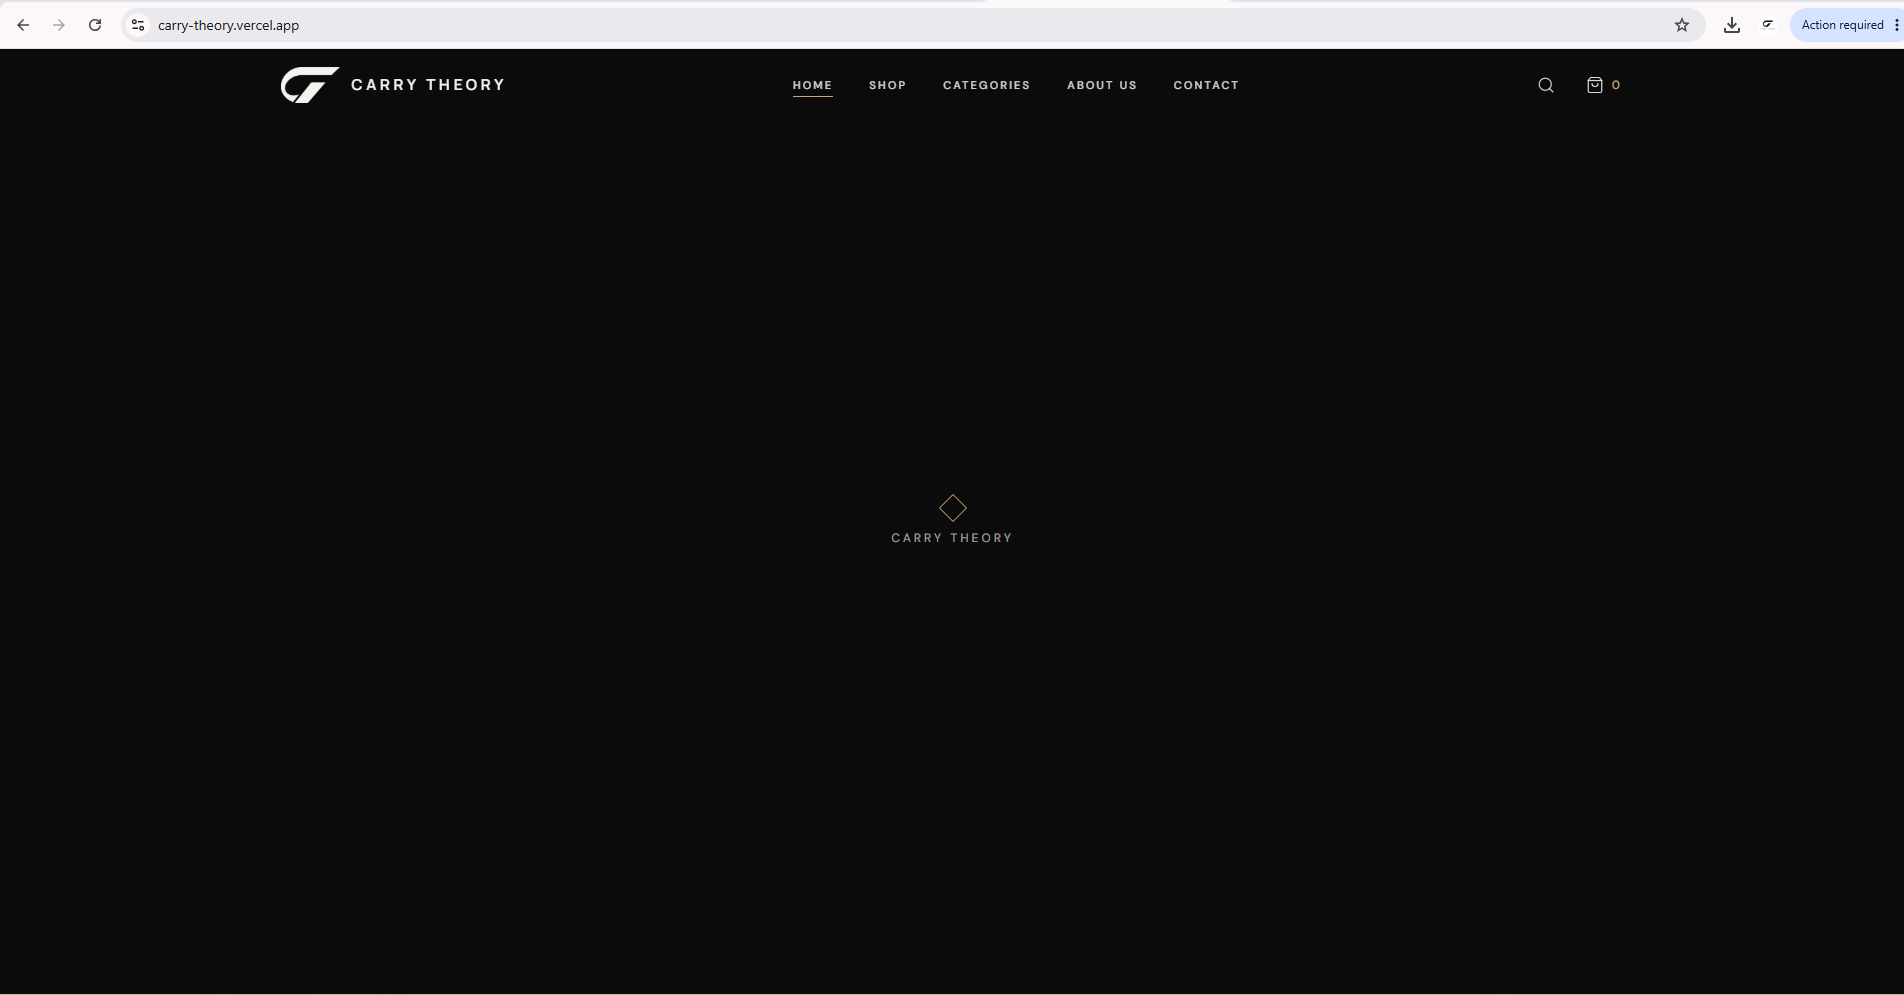 carry-theory.vercel.app
Action required
CARRY THEORY
HOME SHOP CATEGORIES ABOUT US CONTACT
0
CARRY THEORY